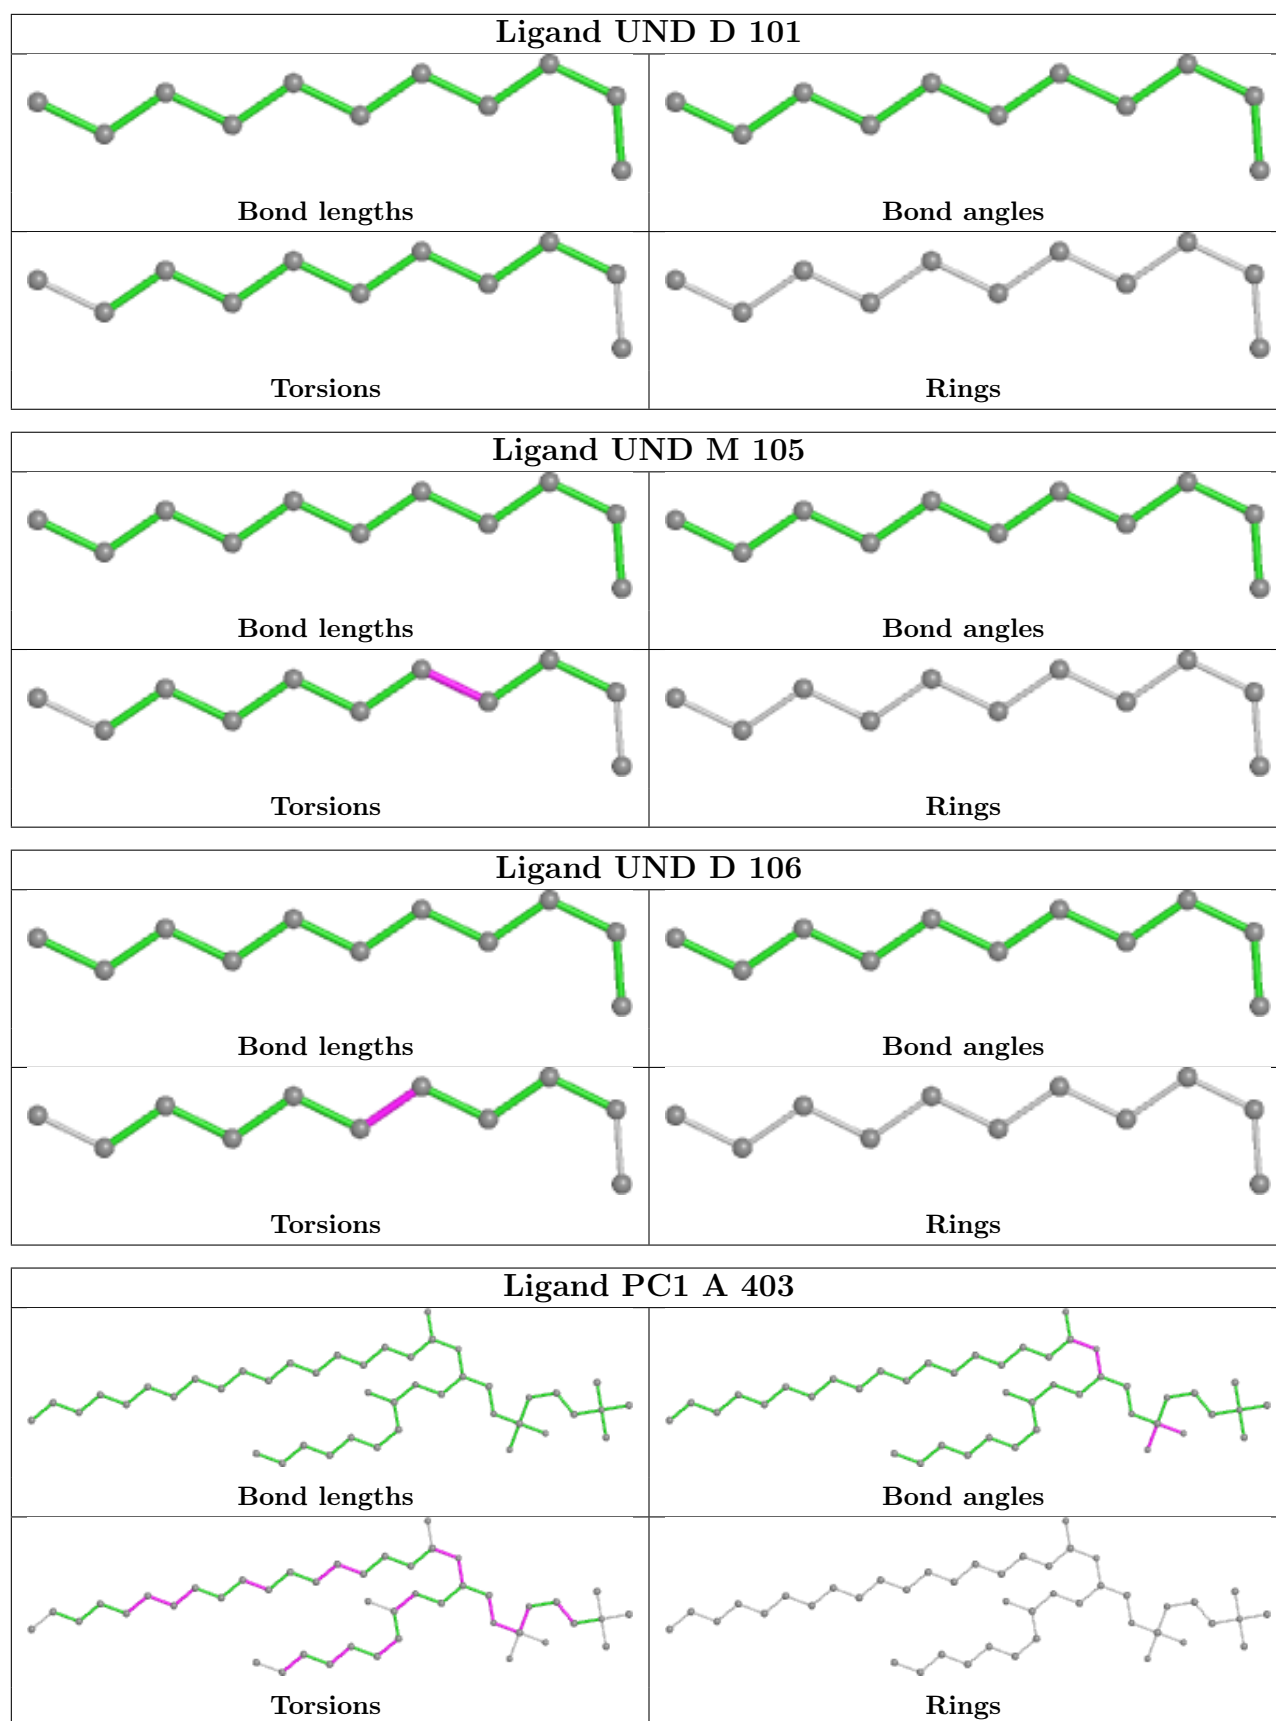 Ligand UND D 101
Bond lengths
Bond angles
Torsions
Rings
Ligand UND M 105
Bond lengths
Bond angles
Torsions
Rings
Ligand UND D 106
Bond lengths
Bond angles
Torsions
Rings
Ligand PC1 A 403
Bond lengths
Bond angles
Torsions
Rings